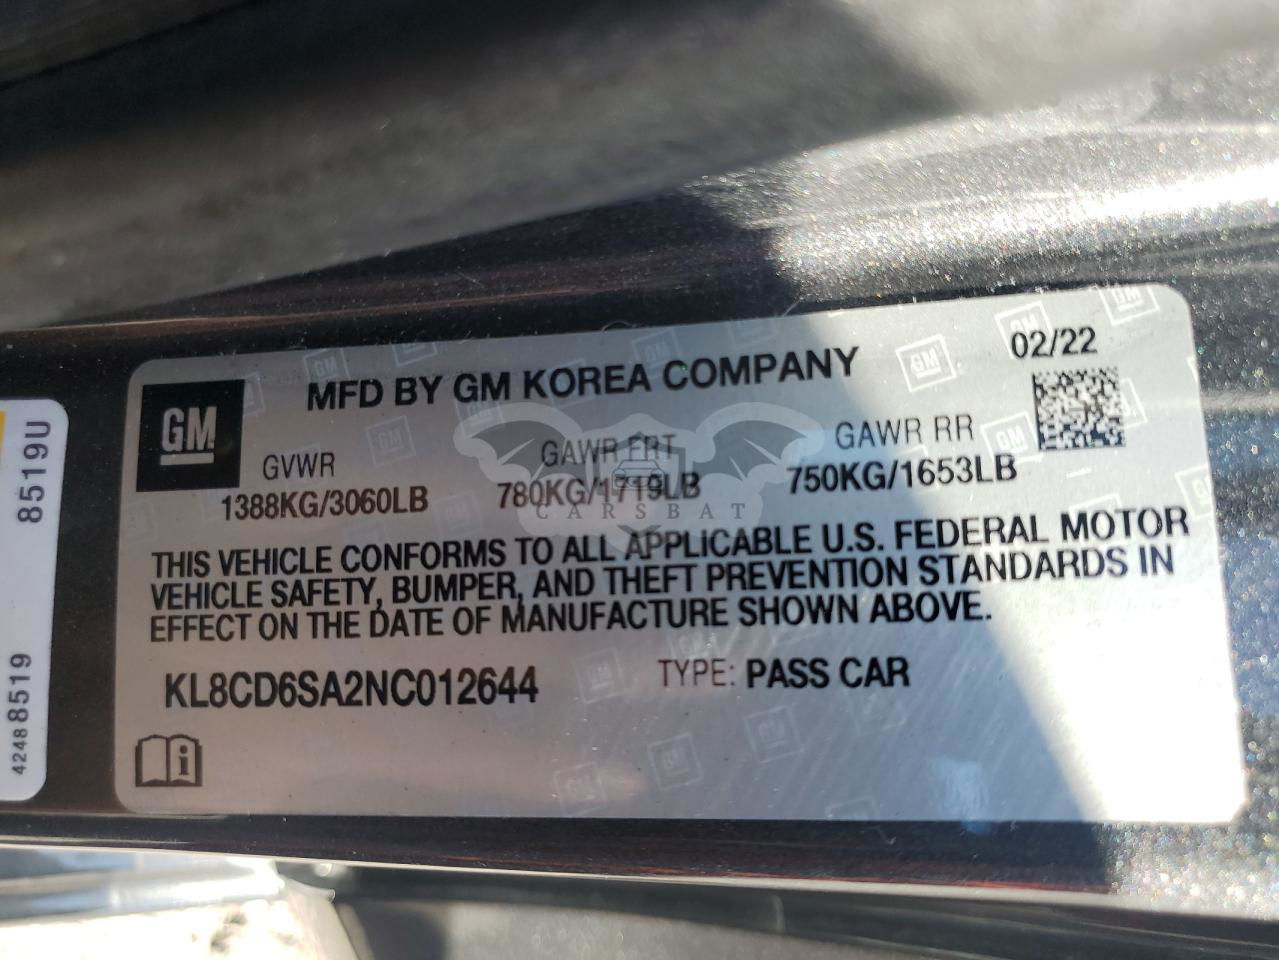 02/22
MFD BY GM KOREA COMPANY
GM
GVWR GAWR FRT GAWR RR
1388KG/3060LB 780KG/1719LB 750KG/1653LB
CARSBAT
THIS VEHICLE CONFORMS TO ALL APPLICABLE U.S. FEDERAL MOTOR
VEHICLE SAFETY, BUMPER, AND THEFT PREVENTION STANDARDS IN
EFFECT ON THE DATE OF MANUFACTURE SHOWN ABOVE.
KL8CD6SA2NC012644 TYPE: PASS CAR
i
8519U
42488519